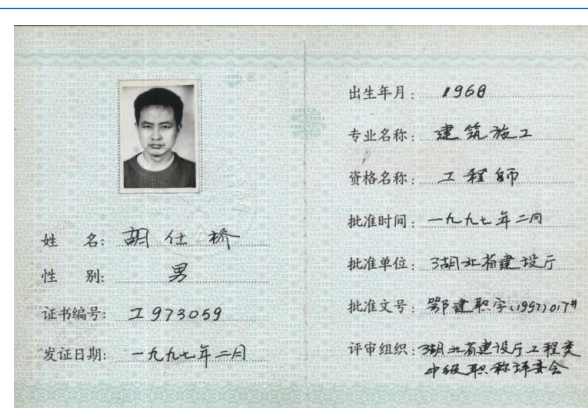 姓 名: 胡仕桥
性 别: 男
证书编号: 工973059
发证日期: 一九九七年二月
出生年月: 1968
专业名称: 建筑施工
资格名称: 工程师
批准时间: 一九九七年二月
批准单位: 湖北省建设厅
批准文号: 鄂建职字(1997)017#
评审组织: 湖北省建设厅工程类
中级职称评委会